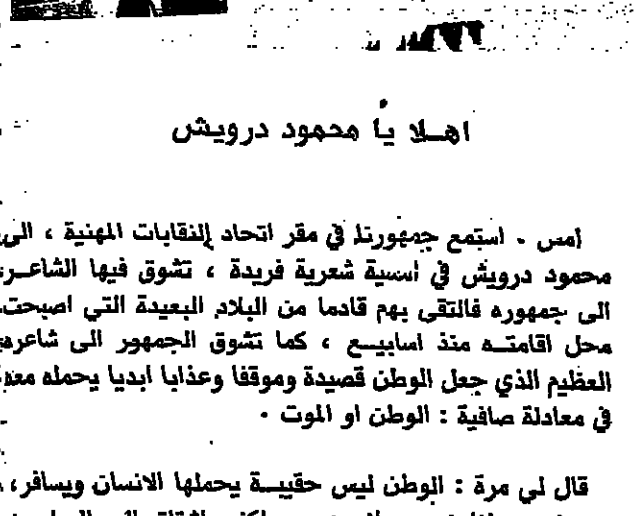 اهلا يا محمود درويش
امس . استمع جمهورنا في مقر اتحاد النقابات المهنية ، الى
محمود درويش في امسية شعرية فريدة ، تشوق فيها الشاعر
الى جمهوره فالتقى بهم قادما من البلاد البعيدة التي اصبحت
محل اقامته منذ اسابيع ، كما تشوق الجمهور الى شاعره
العظيم الذي جعل الوطن قصيدة وموقفا وعذابا ابديا يحمله معه
في معادلة صافية : الوطن او الموت .
قال لي مرة : الوطن ليس حقيبة يحملها الانسان ويسافر،